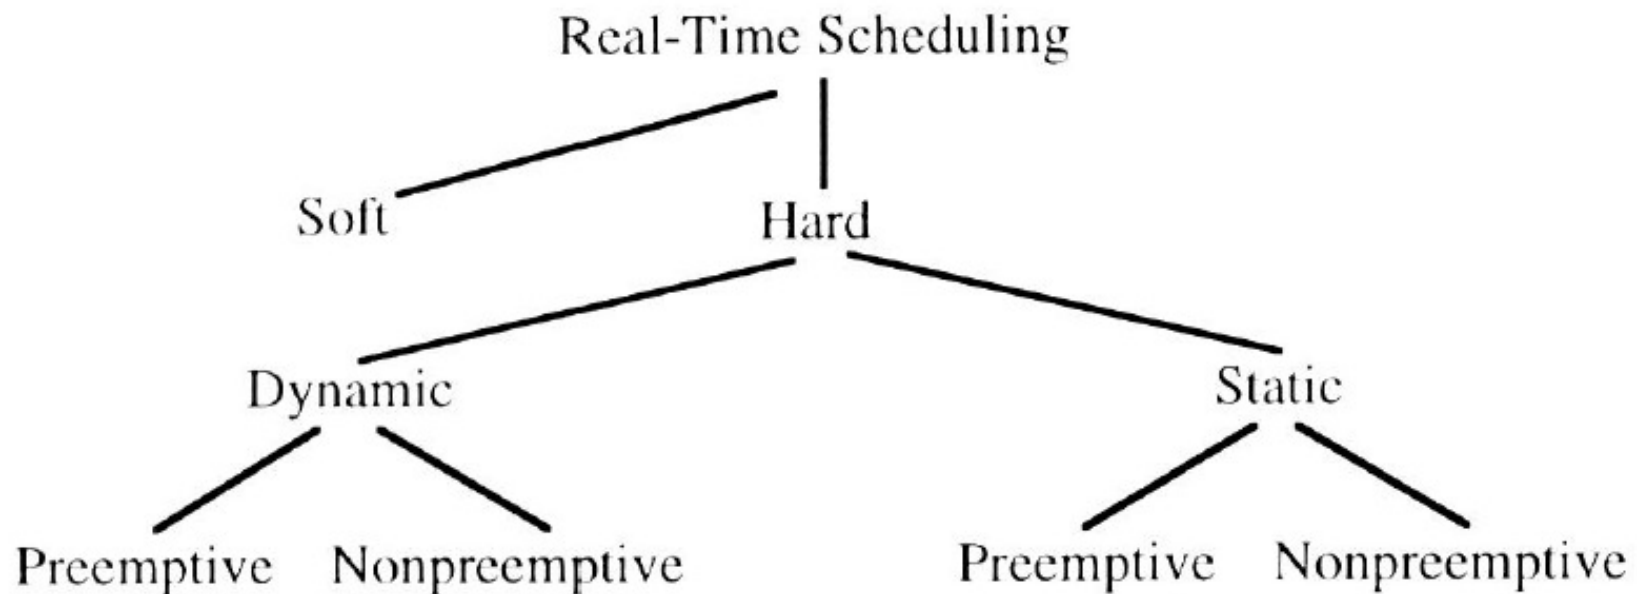 Real-Time Scheduling
Soft Hard
Dynamic Static
Preemptive Nonpreemptive Preemptive Nonpreemptive